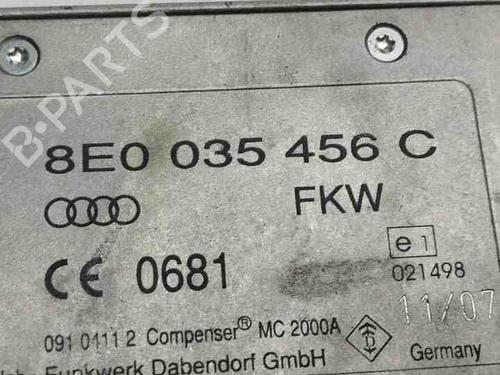 B-PARTS
8E0 035 456 C
FKW
e1
CE 0681
021498
11/07
091 0411 2 Compenser® MC 2000A
Funkwerk Dabendorf GmbH
Germany